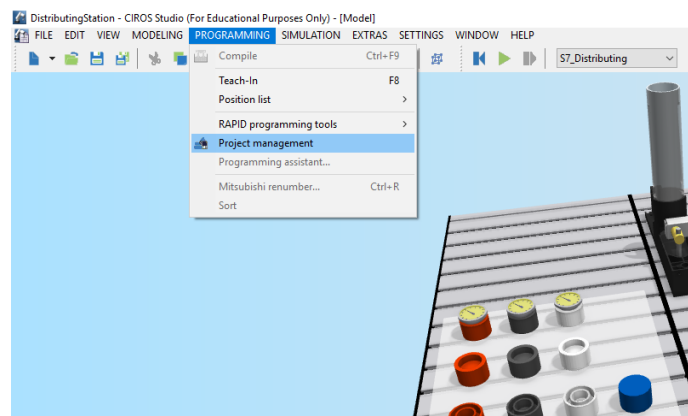 DistributingStation - CIROS Studio (For Educational Purposes Only) - [Model]
FILE EDIT VIEW MODELING PROGRAMMING SIMULATION EXTRAS SETTINGS WINDOW HELP
S7_Distributing
Compile Ctrl+F9
Teach-In F8
Position list
RAPID programming tools
Project management
Programming assistant...
Mitsubishi renumber... Ctrl+R
Sort